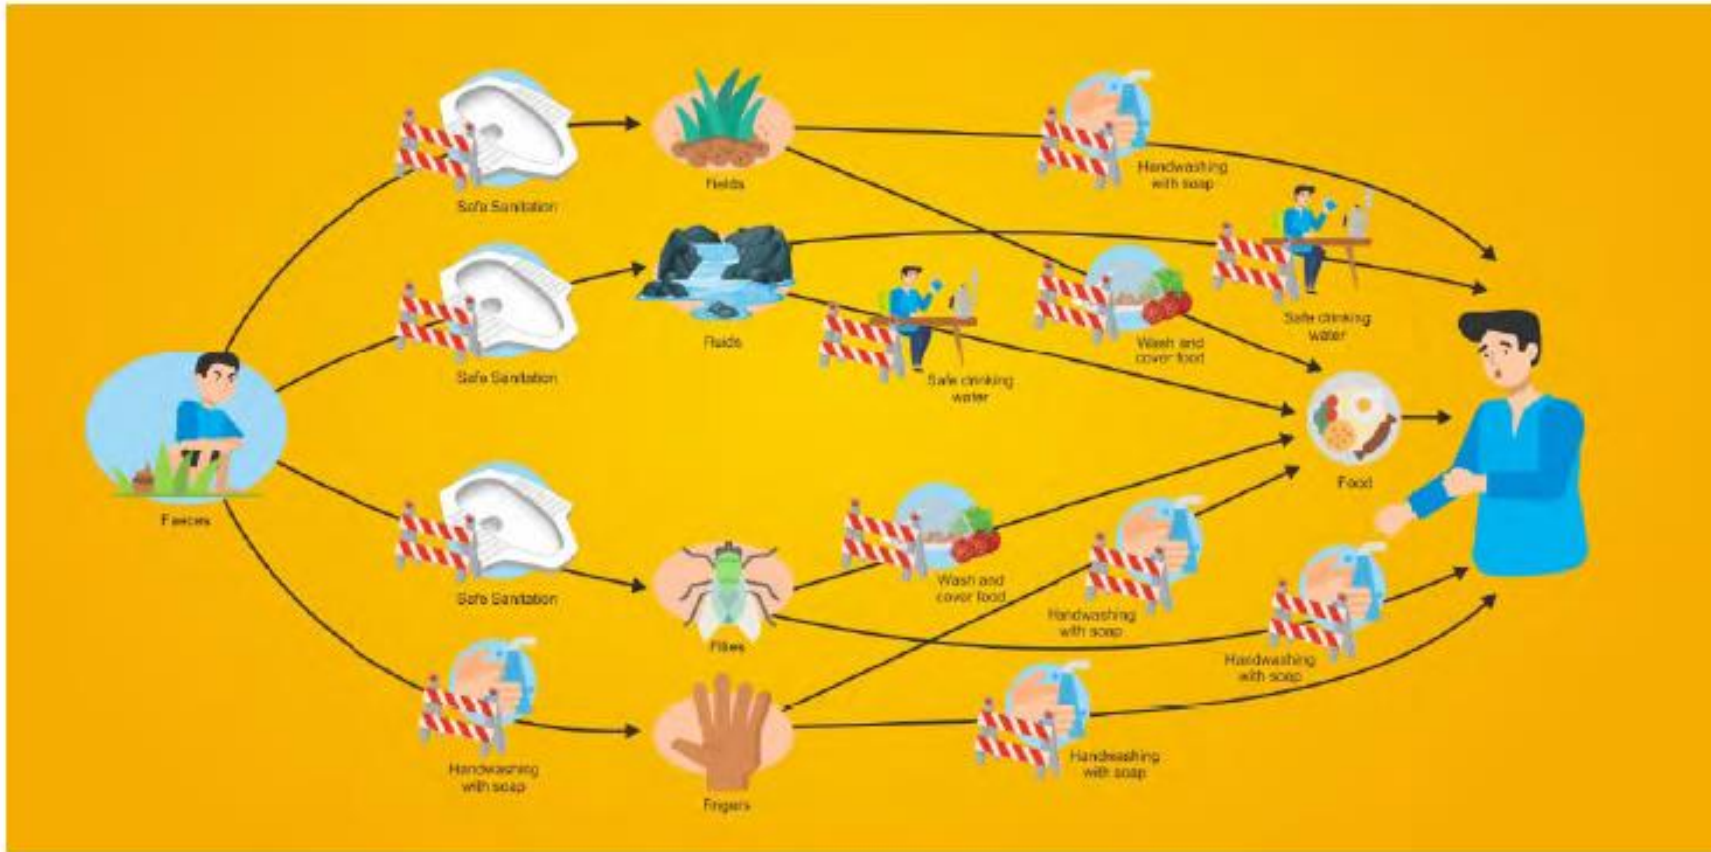 Safe Sanitation
Fields
Handwashing
with soap
Safe Sanitation
Fluids
Safe drinking
water
Wash and
cover food
Safe drinking
water
Faeces
Food
Safe Sanitation
Flies
Wash and
cover food
Handwashing
with soap
Handwashing
with soap
Handwashing
with soap
Fingers
Handwashing
with soap